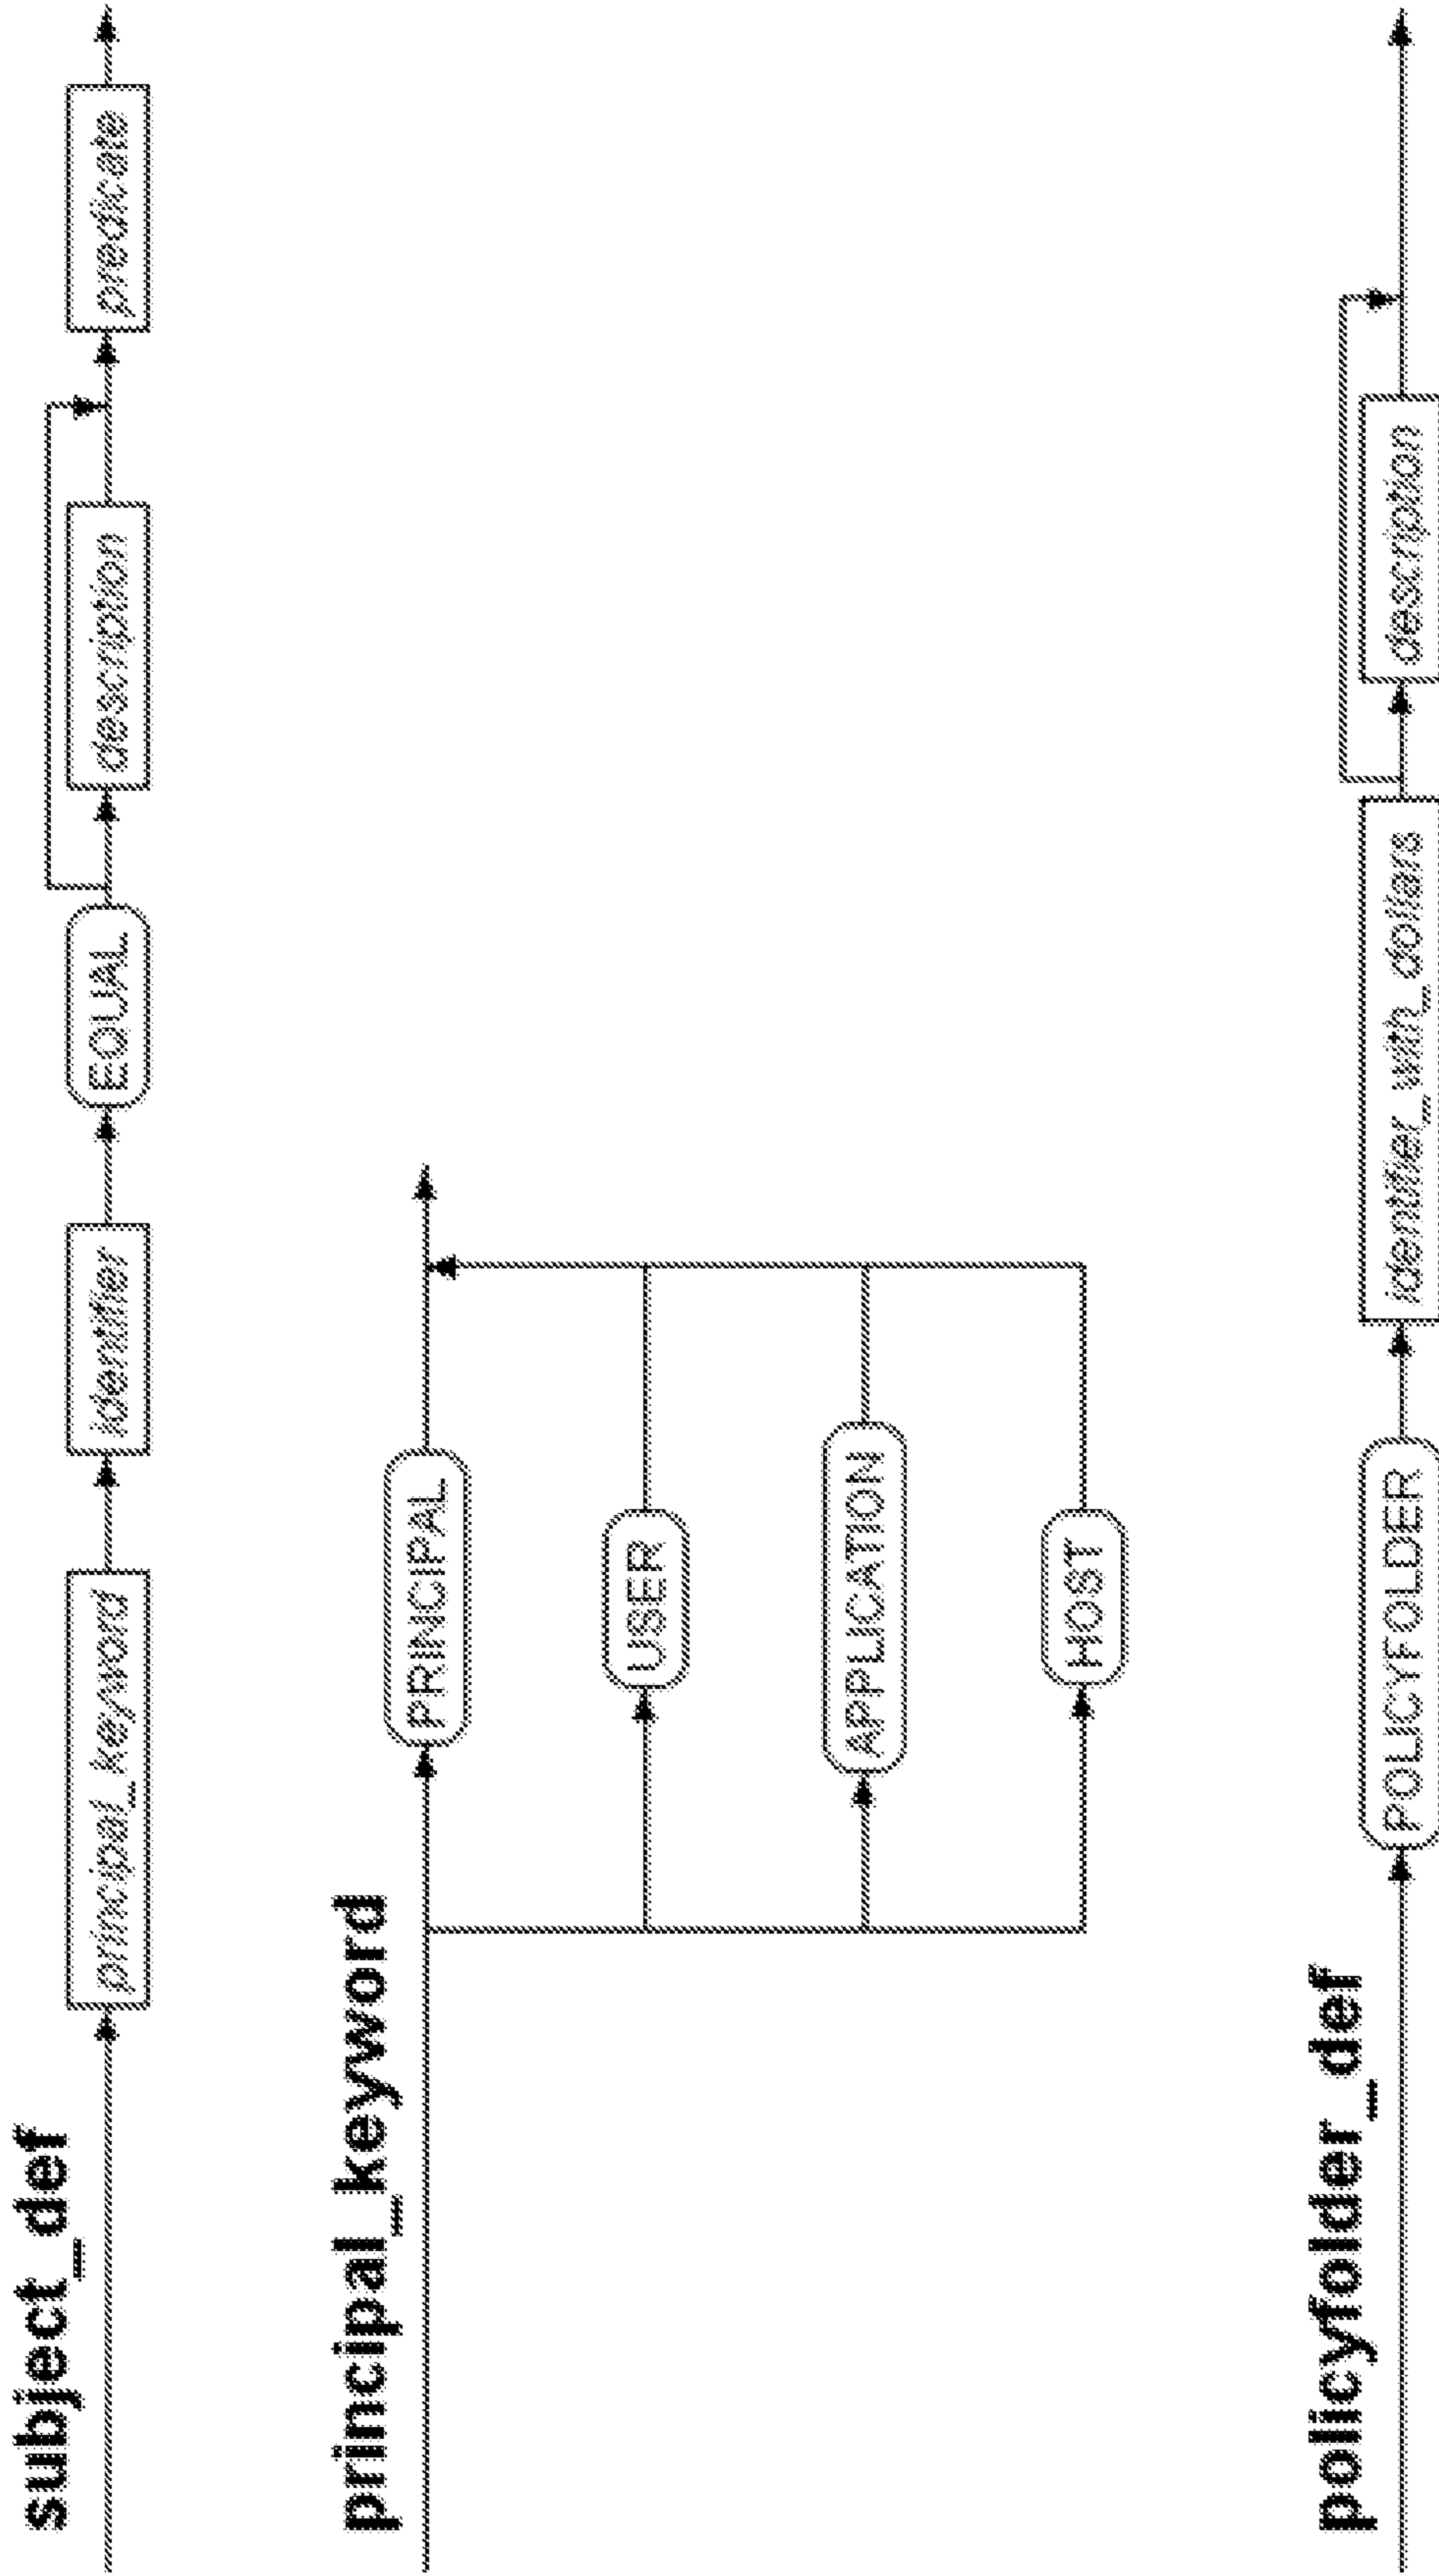 subject_def
principal_keyword identifier EQUAL description predicate
principal_keyword
PRINCIPAL
USER
APPLICATION
HOST
policyfolder_def
POLICYFOLDER identifier_with_dollars description